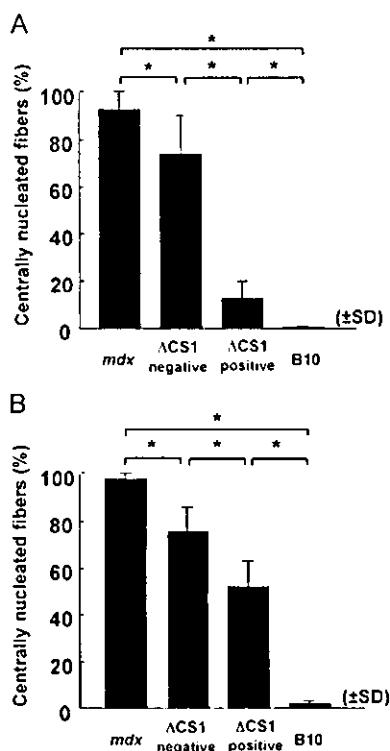 A
*
* * *
Centrally nucleated fibers (%)
100
80
60
40
20
0
(±SD)
mdx ΔCS1 negative ΔCS1 positive B10
B
*
* * *
Centrally nucleated fibers (%)
100
80
60
40
20
0
(±SD)
mdx ΔCS1 negative ΔCS1 positive B10